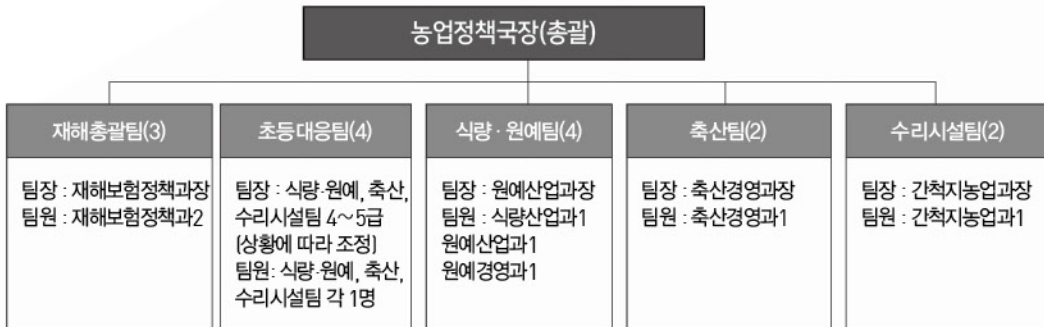 농업정책국장(총괄)
재해총괄팀(3)
팀장 : 재해보험정책과장
팀원 : 재해보험정책과2
초등대응팀(4)
팀장 : 식량·원예, 축산,
수리시설팀 4～5급
(상황에 따라 조정)
팀원: 식량·원예, 축산,
수리시설팀 각 1명
식량 · 원예팀(4)
팀장 : 원예산업과장
팀원 : 식량산업과1
원예산업과1
원예경영과1
축산팀(2)
팀장 : 축산경영과장
팀원 : 축산경영과1
수리시설팀(2)
팀장 : 간척지농업과장
팀원 : 간척지농업과1